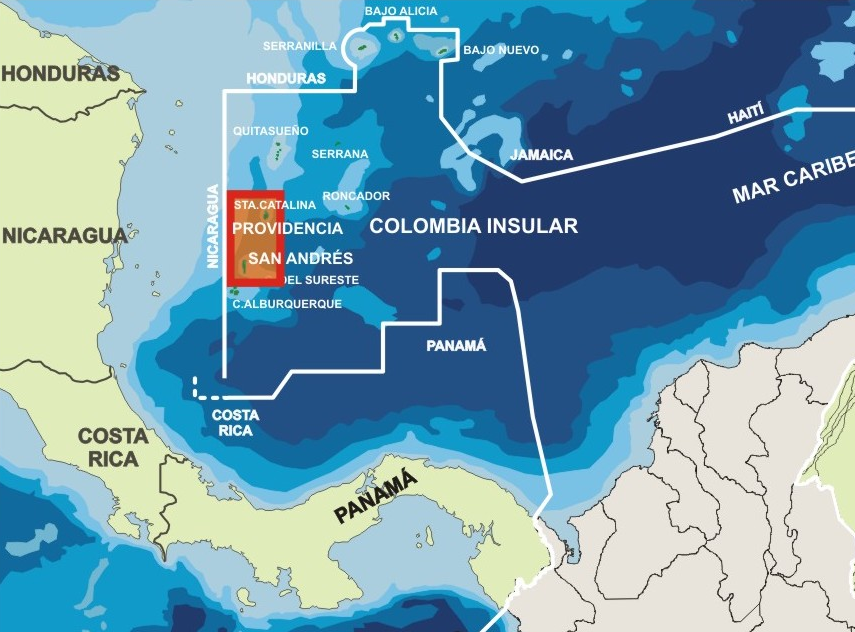 BAJO ALICIA
SERRANILLA
BAJO NUEVO
HONDURAS
HONDURAS
HAITÍ
QUITASUEÑO
SERRANA
JAMAICA
MAR CARIBE
RONCADOR
NICARAGUA
STA.CATALINA
PROVIDENCIA
COLOMBIA INSULAR
NICARAGUA
SAN ANDRÉS
DEL SURESTE
C.ALBURQUERQUE
PANAMÁ
COSTA
RICA
COSTA
RICA
PANAMÁ